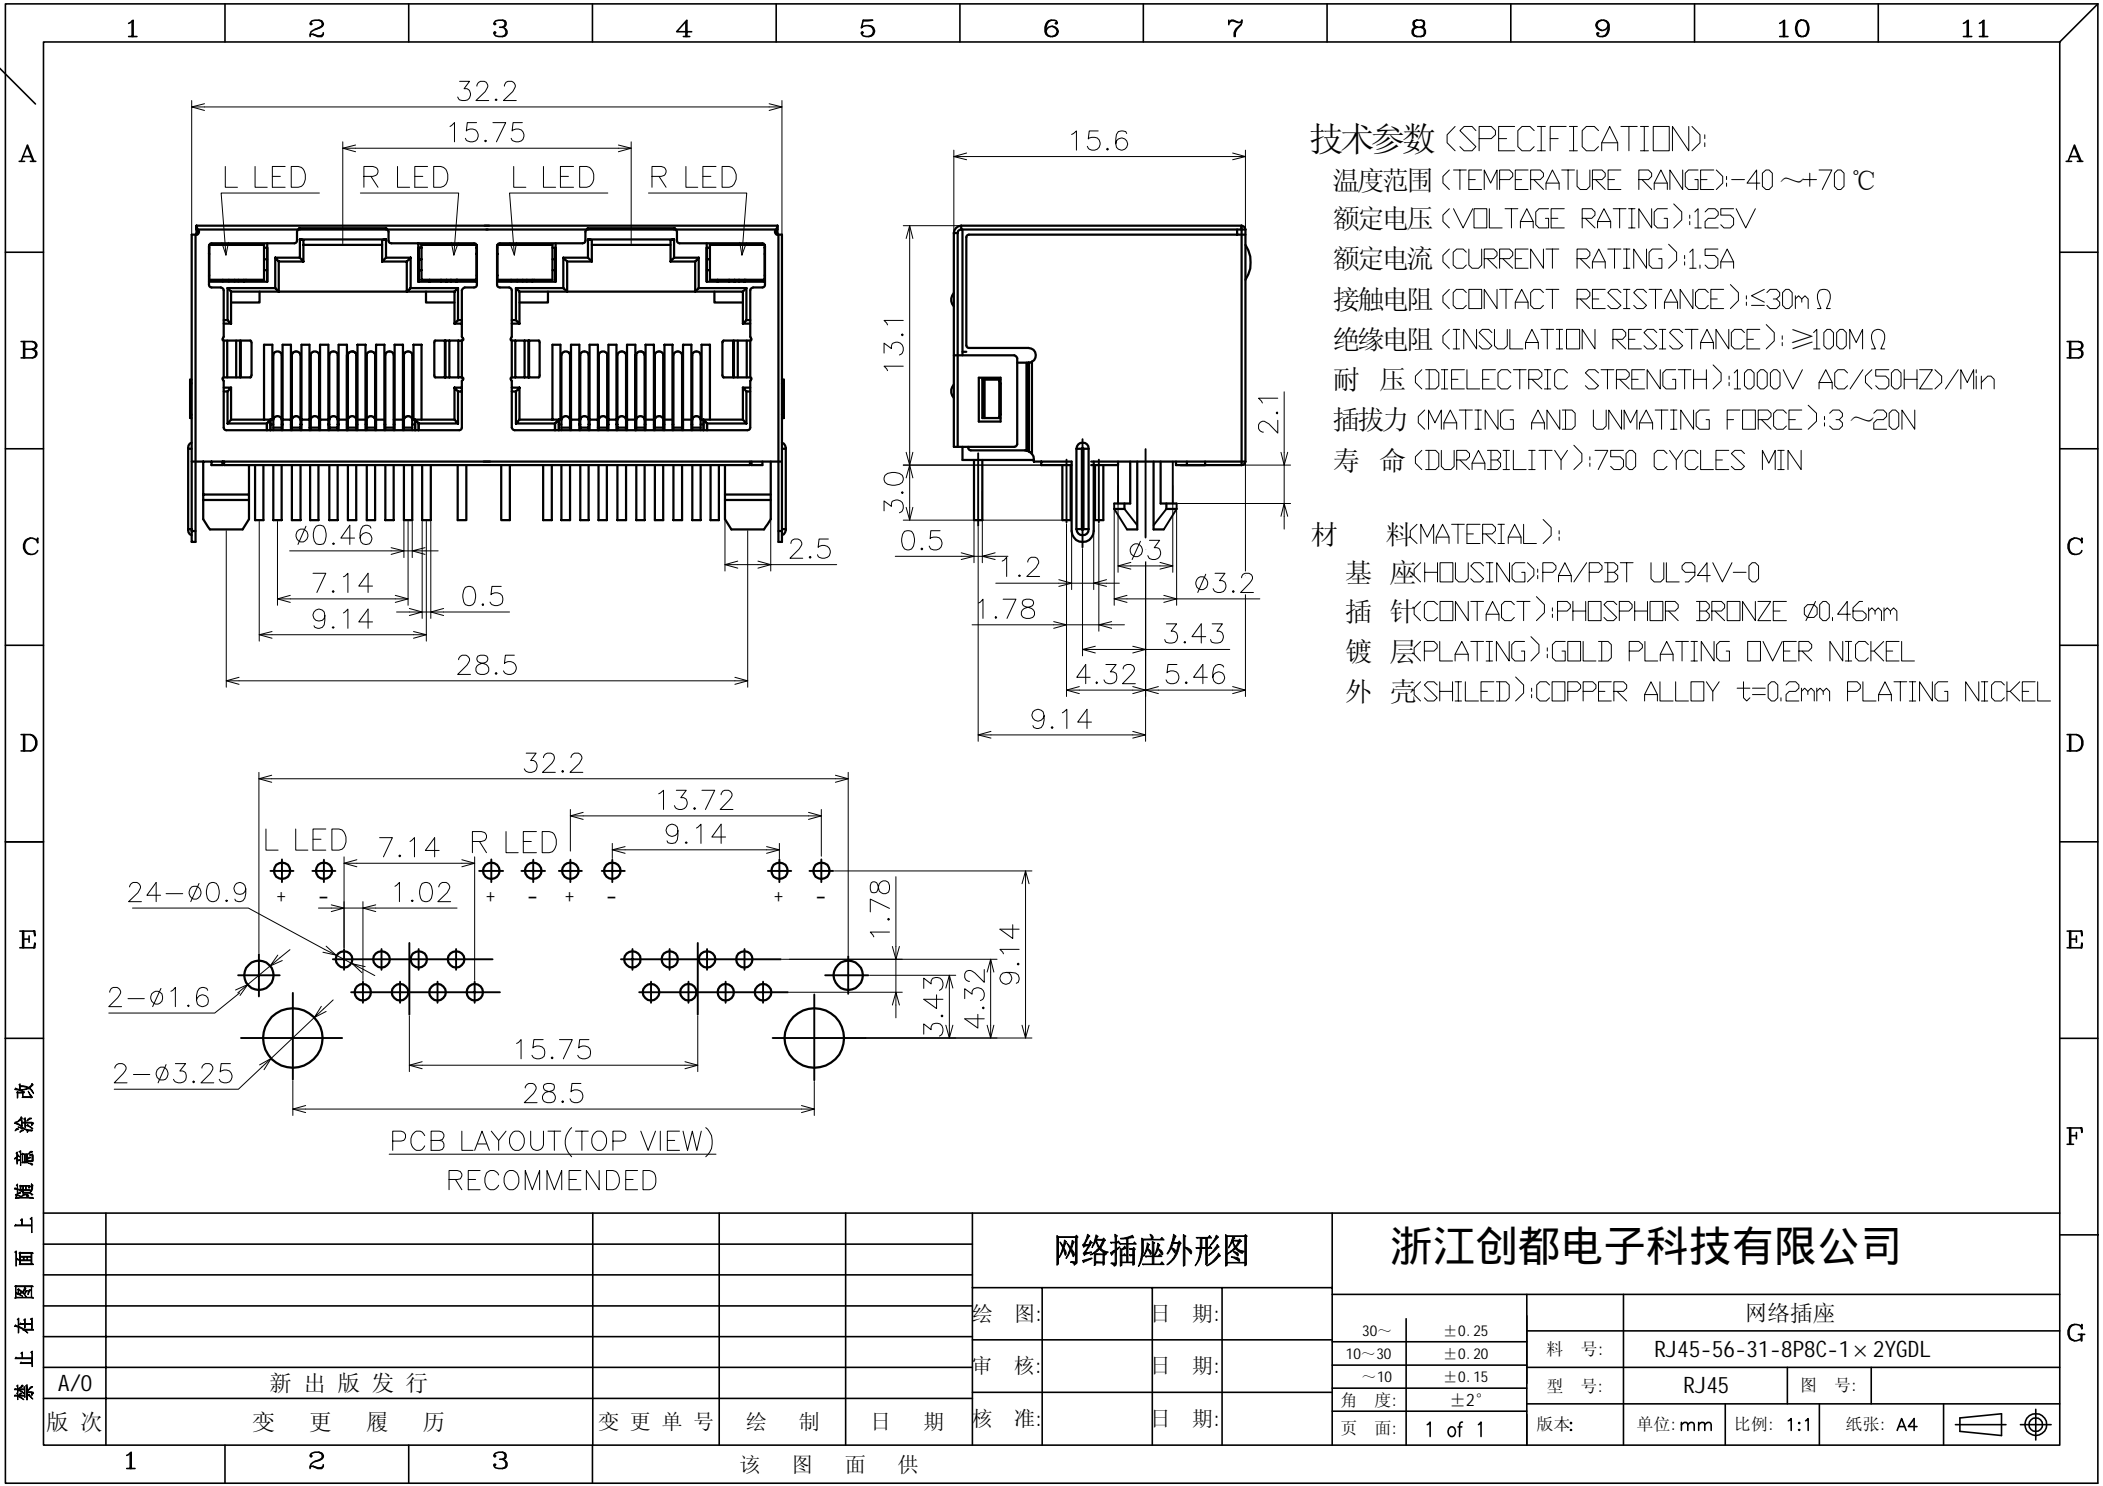 1 2 3 4 5 6 7 8 9 10 11
A
B
C
D
E
禁止在图面上随意涂改
A
B
C
D
E
F
G
32.2
15.75
L LED R LED L LED R LED
ø0.46
7.14
9.14
0.5
2.5
28.5
15.6
13.1
2.1
3.0
0.5
1.2
1.78
ø3
ø3.2
3.43
4.32 5.46
9.14
技术参数 (SPECIFICATION):
温度范围 (TEMPERATURE RANGE):-40～+70℃
额定电压 (VOLTAGE RATING):125V
额定电流 (CURRENT RATING):1.5A
接触电阻 (CONTACT RESISTANCE):≤30mΩ
绝缘电阻 (INSULATION RESISTANCE):≥100MΩ
耐 压 (DIELECTRIC STRENGTH):1000V AC/(50HZ)/Min
插拔力 (MATING AND UNMATING FORCE):3～20N
寿 命 (DURABILITY):750 CYCLES MIN
材 料(MATERIAL):
基 座(HOUSING):PA/PBT UL94V-0
插 针(CONTACT):PHOSPHOR BRONZE ø0.46mm
镀 层(PLATING):GOLD PLATING OVER NICKEL
外 壳(SHILED):COPPER ALLOY t=0.2mm PLATING NICKEL
32.2
13.72
9.14
L LED 7.14 R LED
+ - + - + - + -
24-ø0.9
1.02
1.78
9.14
4.32
3.43
2-ø1.6
2-ø3.25
15.75
28.5
PCB LAYOUT(TOP VIEW)
RECOMMENDED
A/0 新出版发行
版次 变更履历 变更单号 绘制 日期
网络插座外形图
绘 图: 日 期:
审 核: 日 期:
核 准: 日 期:
浙江创都电子科技有限公司
30～ ±0.25
10～30 ±0.20
～10 ±0.15
角 度: ±2°
页 面: 1 of 1
网络插座
料 号: RJ45-56-31-8P8C-1×2YGDL
型 号: RJ45 图 号:
版本: 单位: mm 比例: 1:1 纸张: A4
1 2 3
该图面供